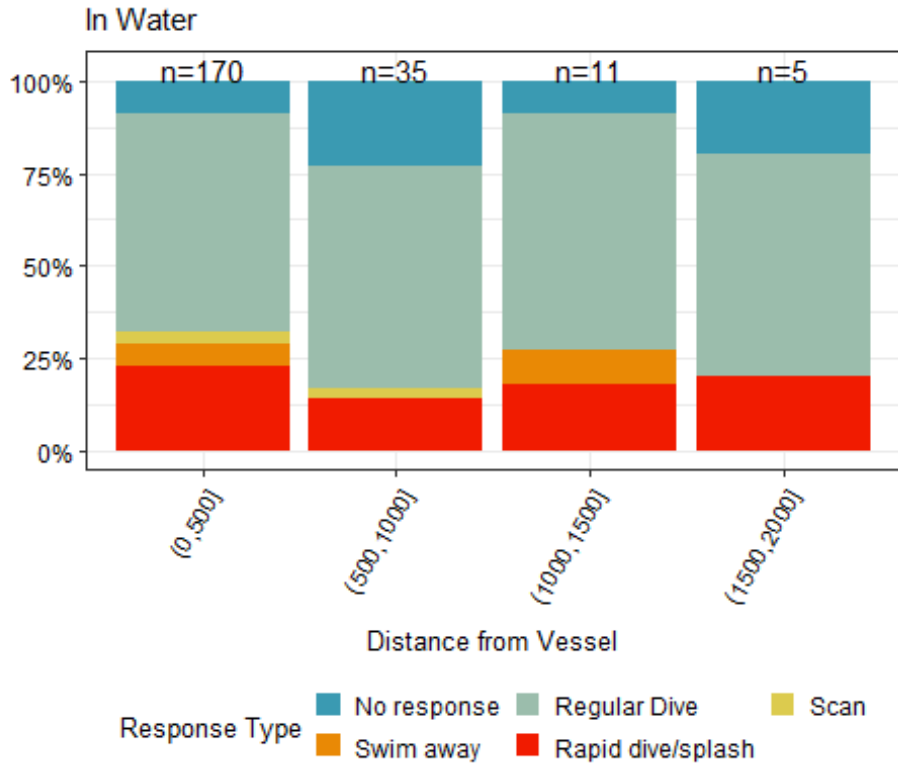 In Water
n=170 n=35 n=11 n=5
100%
75%
50%
25%
0%
(0,500] (500,1000] (1000,1500] (1500,2000]
Distance from Vessel
Response Type
No response Regular Dive Scan
Swim away Rapid dive/splash